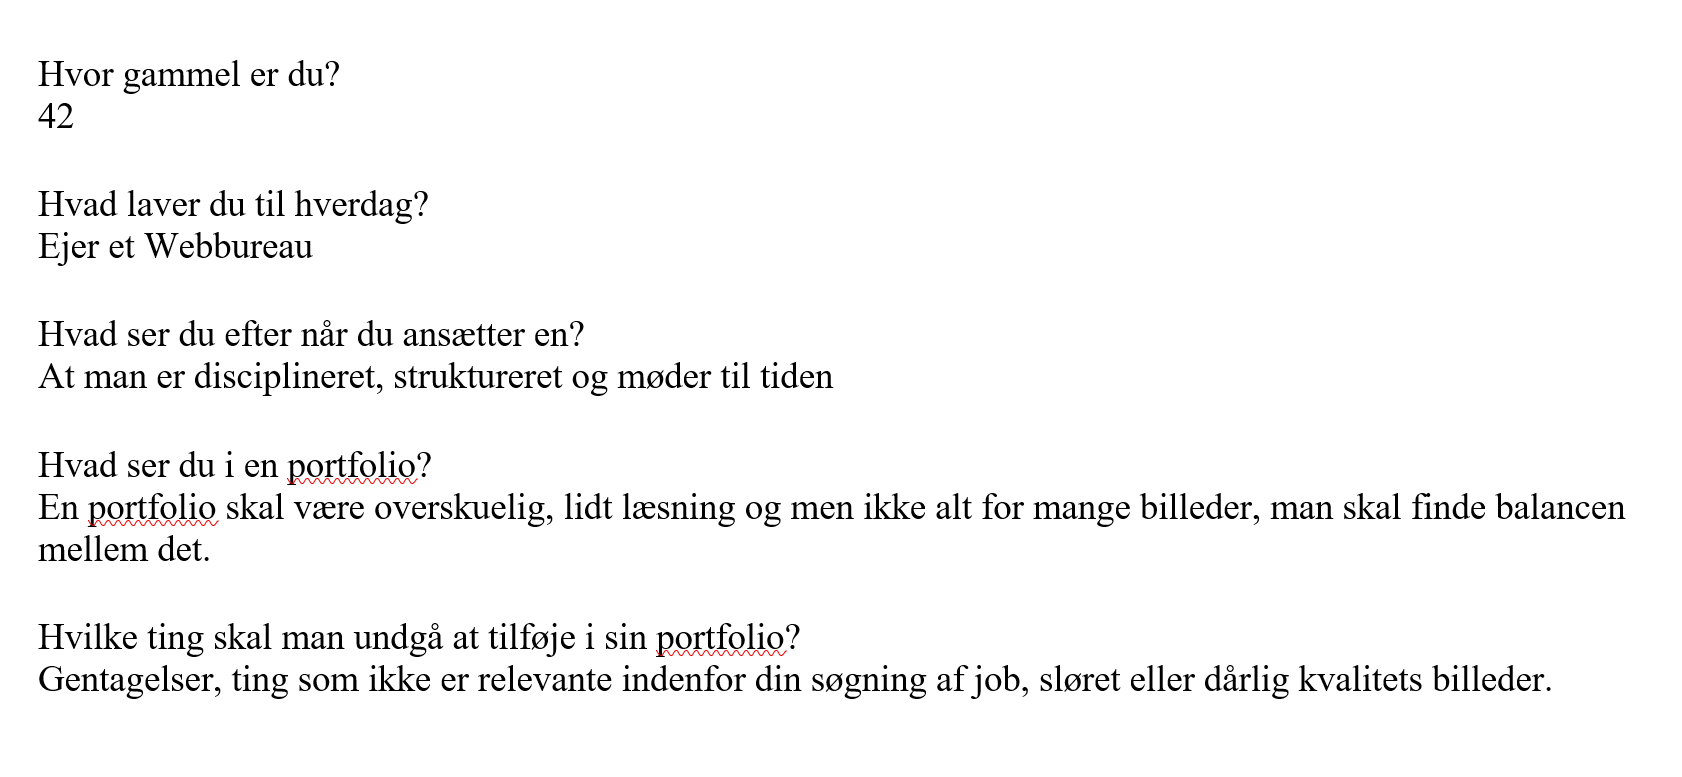 Hvor gammel er du?
42
Hvad laver du til hverdag?
Ejer et Webbureau
Hvad ser du efter når du ansætter en?
At man er disciplineret, struktureret og møder til tiden
Hvad ser du i en portfolio?
En portfolio skal være overskuelig, lidt læsning og men ikke alt for mange billeder, man skal finde balancen
mellem det.
Hvilke ting skal man undgå at tilføje i sin portfolio?
Gentagelser, ting som ikke er relevante indenfor din søgning af job, sløret eller dårlig kvalitets billeder.